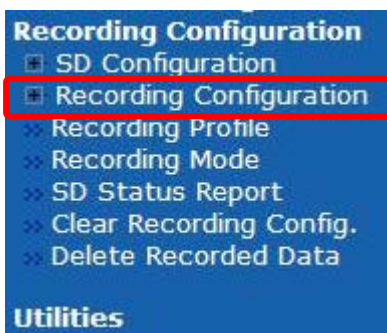 Recording Configuration
SD Configuration
Recording Configuration
Recording Profile
Recording Mode
SD Status Report
Clear Recording Config.
Delete Recorded Data
Utilities